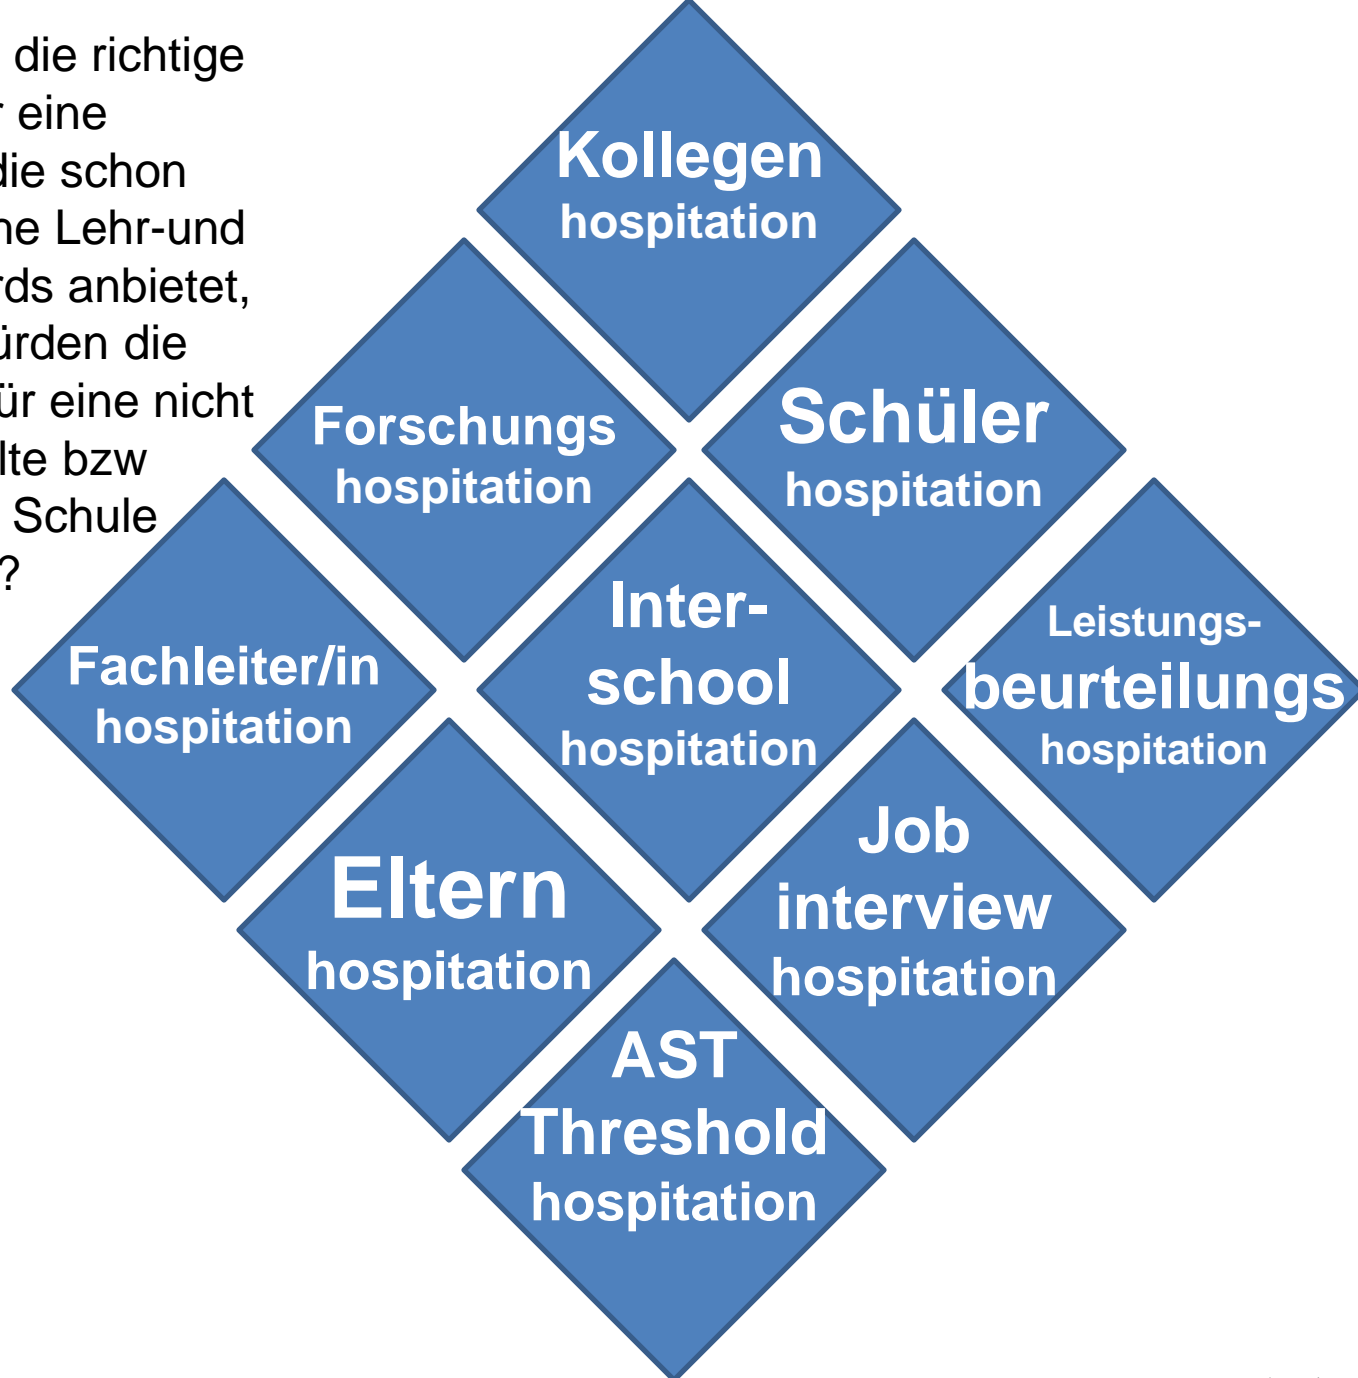 die richtige
eine
die schon
ne Lehr-und
rds anbietet,
ürden die
für eine nicht
lte bzw
Schule
?
Kollegen
hospitation
Forschungs
hospitation
Schüler
hospitation
Fachleiter/in
hospitation
Inter-
school
hospitation
Leistungs-
beurteilungs
hospitation
Eltern
hospitation
Job
interview
hospitation
AST
Threshold
hospitation